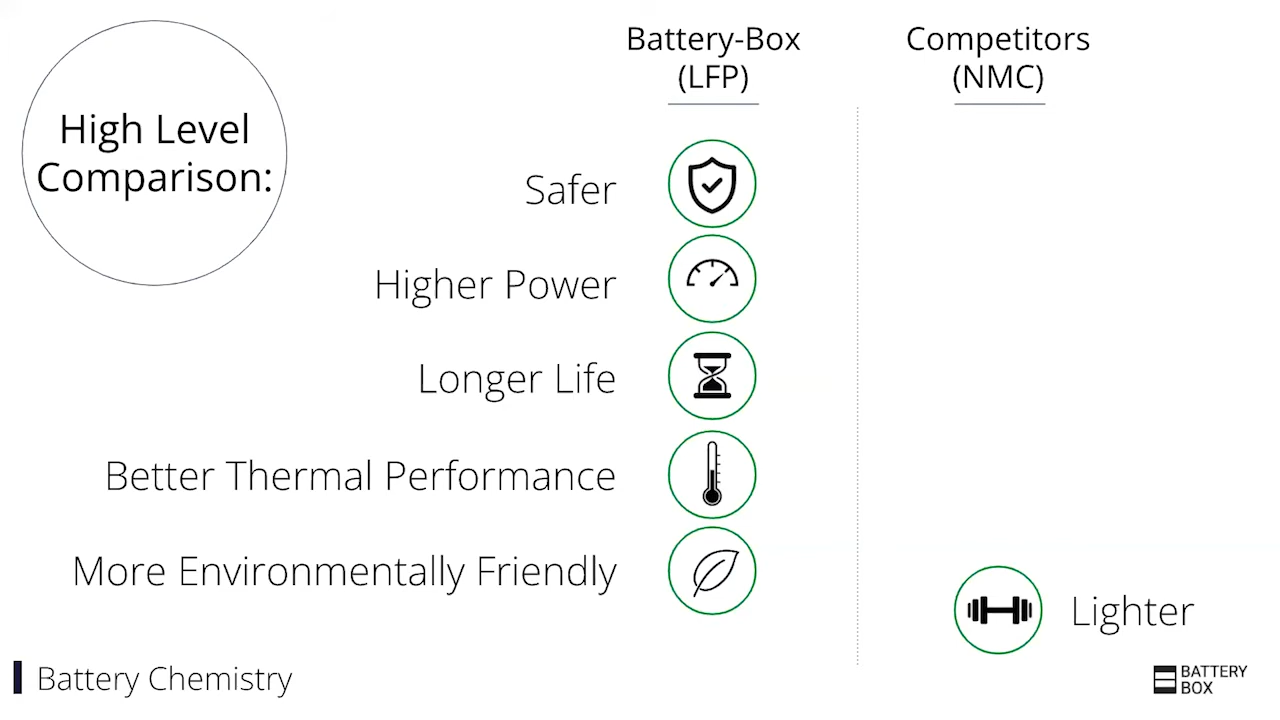 High Level
Comparison:
Battery-Box
(LFP)
Competitors
(NMC)
Safer
Higher Power
Longer Life
Better Thermal Performance
More Environmentally Friendly
Lighter
Battery Chemistry
BATTERY
BOX